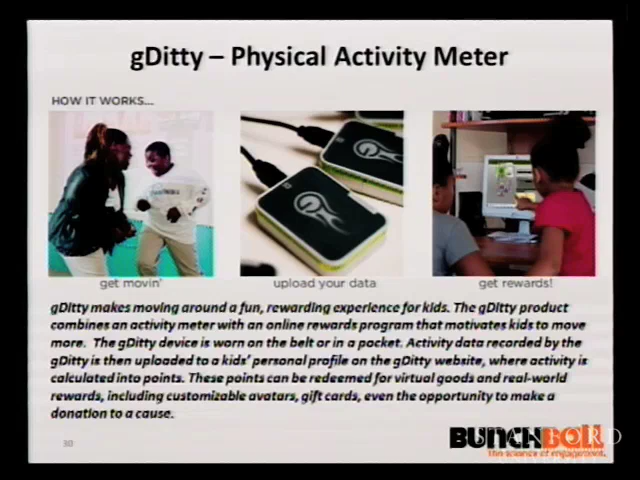 gDitty – Physical Activity Meter
HOW IT WORKS...
get movin'
upload your data
get rewards!
gDitty makes moving around a fun, rewarding experience for kids. The gDitty product
combines an activity meter with an online rewards program that motivates kids to move
more. The gDitty device is worn on the belt or in a pocket. Activity data recorded by the
gDitty is then uploaded to a kids' personal profile on the gDitty website, where activity is
calculated into points. These points can be redeemed for virtual goods and real-world
rewards, including customizable avatars, gift cards, even the opportunity to make a
donation to a cause.
30
BUNCHBALL
STANFORD
UNIVERSITY
The science of engagement.